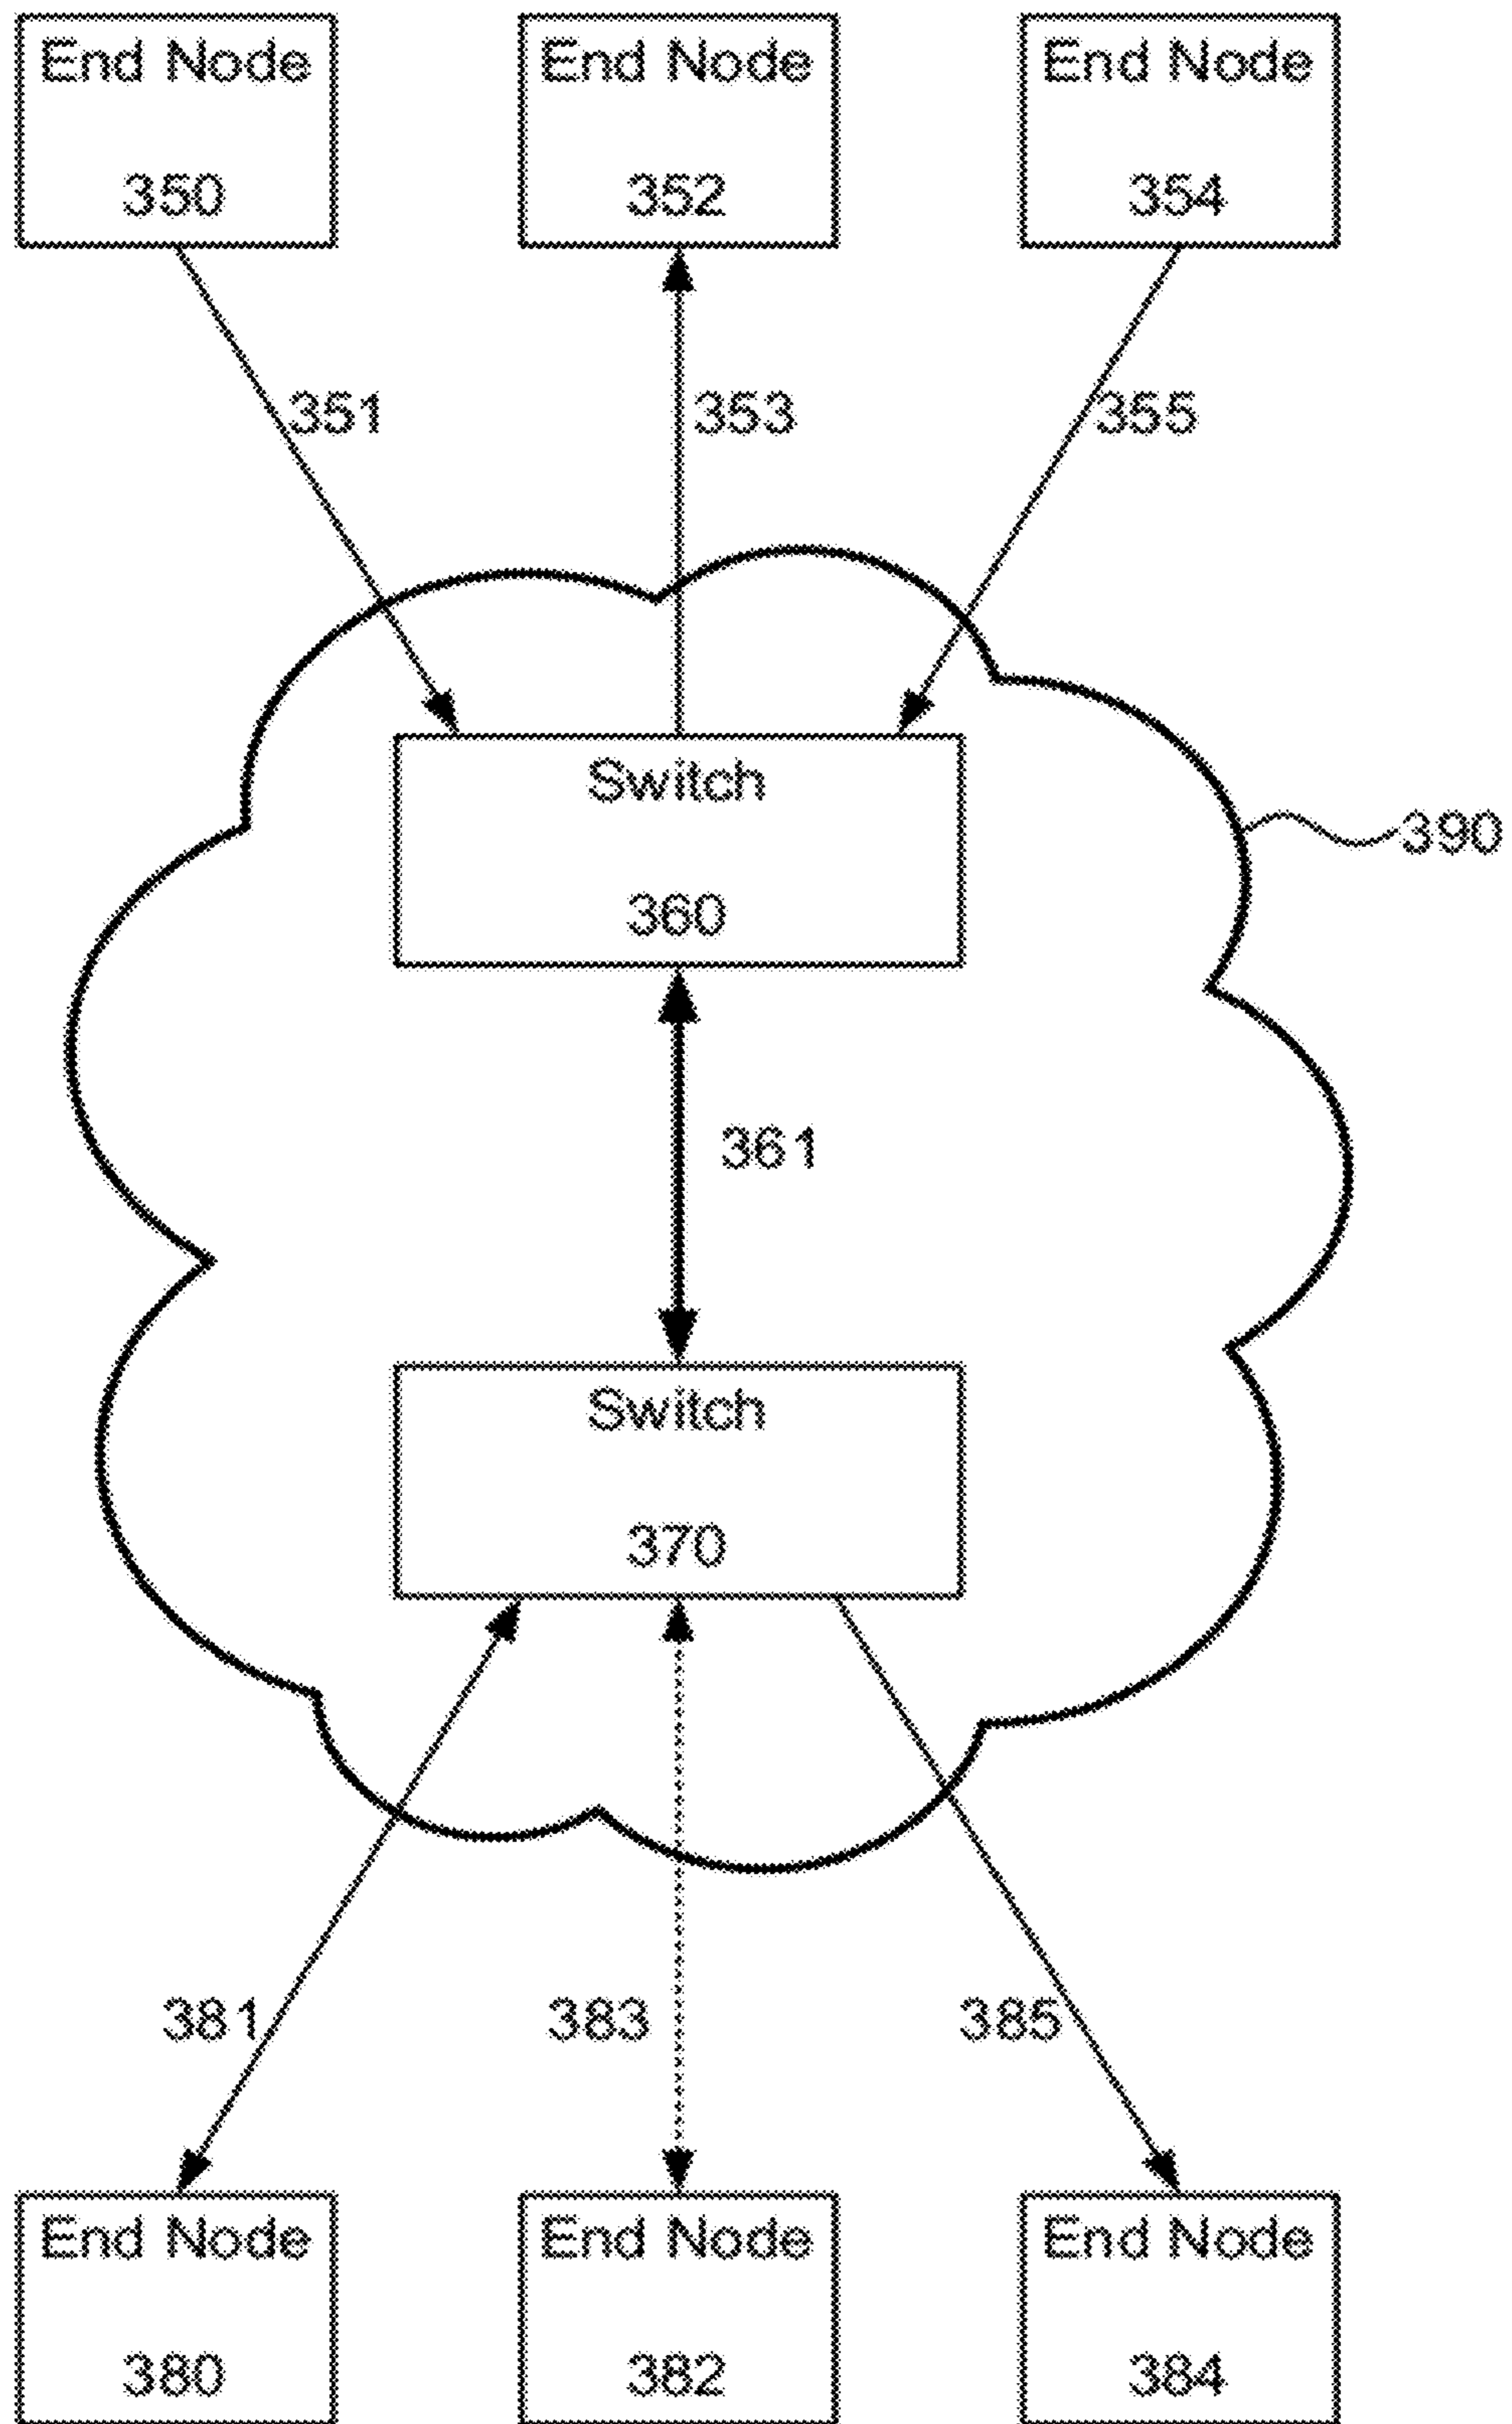 End Node
350
End Node
352
End Node
354
351
353
355
Switch
360
390
361
Switch
370
381
383
385
End Node
380
End Node
382
End Node
384